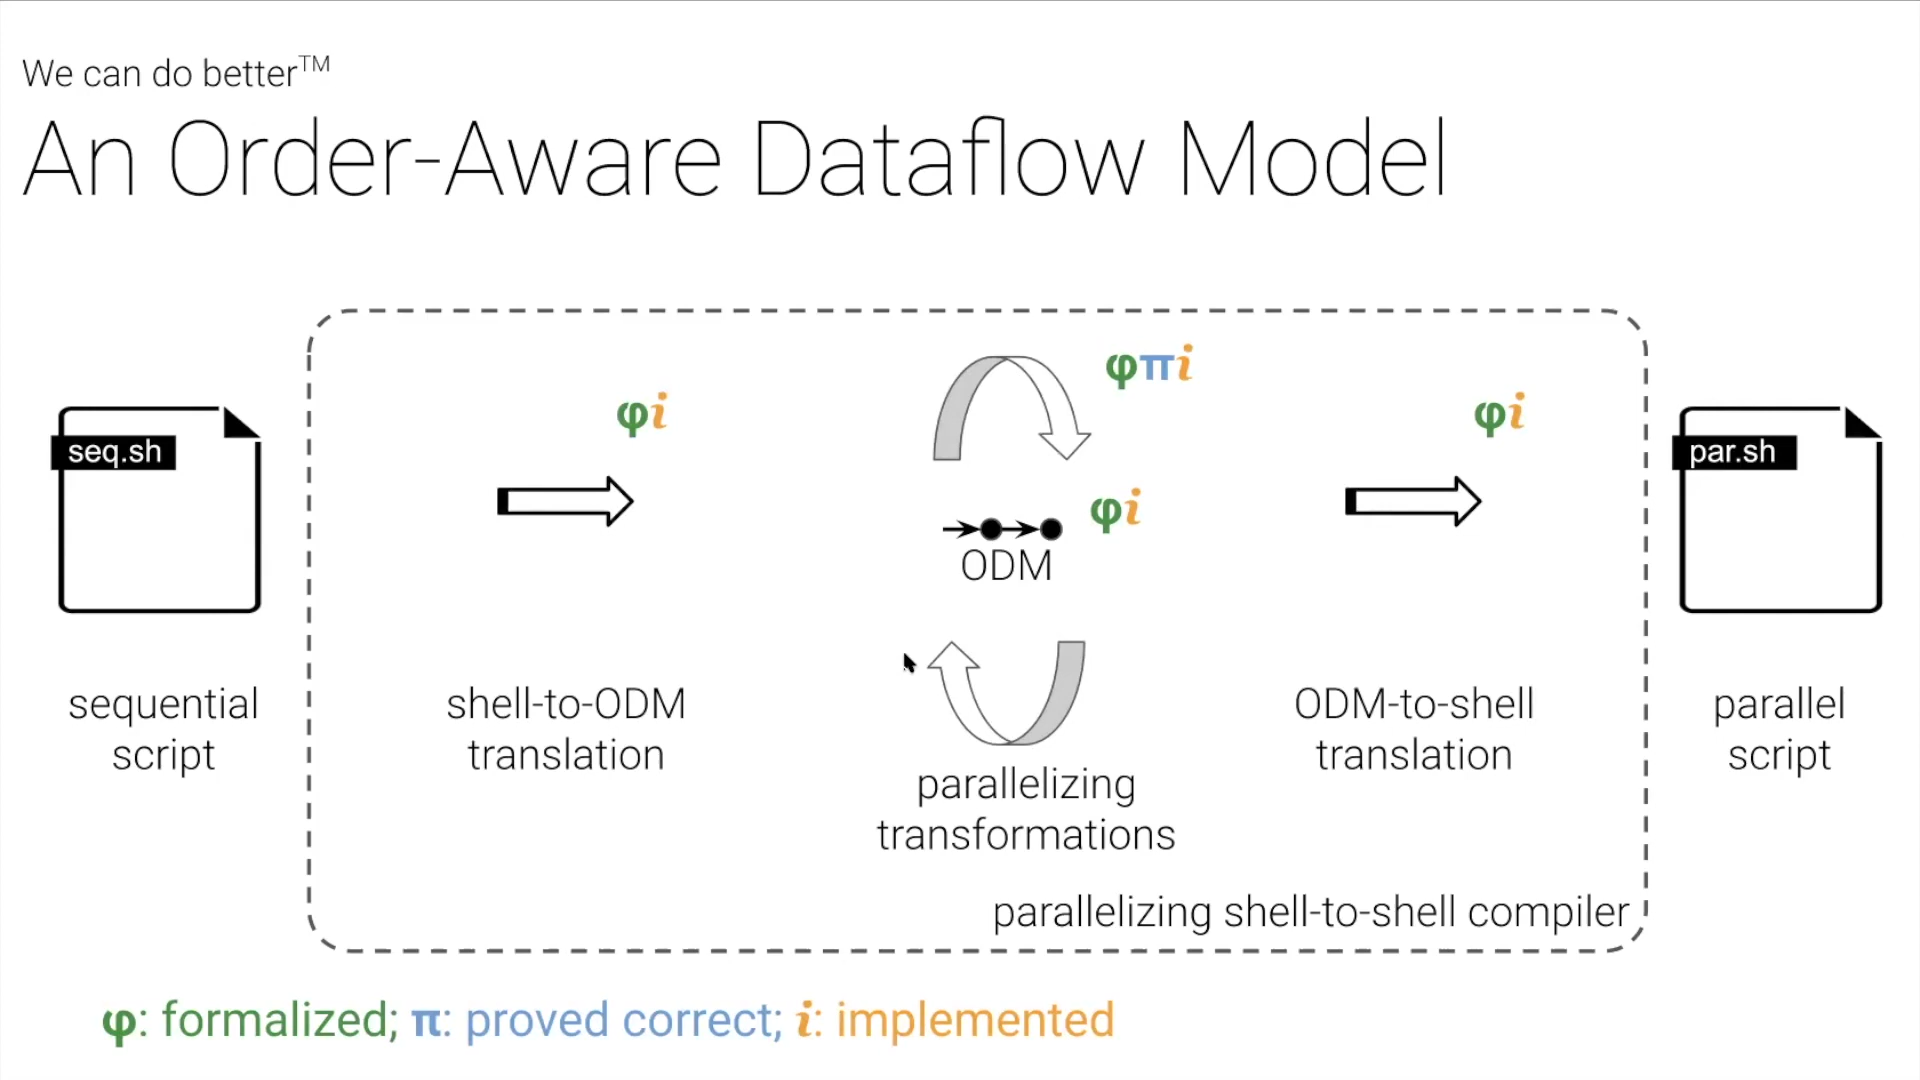 We can do better™
An Order-Aware Dataflow Model
φπi
φi
φi
seq.sh
par.sh
φi
ODM
sequential
script
shell-to-ODM
translation
ODM-to-shell
translation
parallel
script
parallelizing
transformations
parallelizing shell-to-shell compiler
φ: formalized; π: proved correct; i: implemented